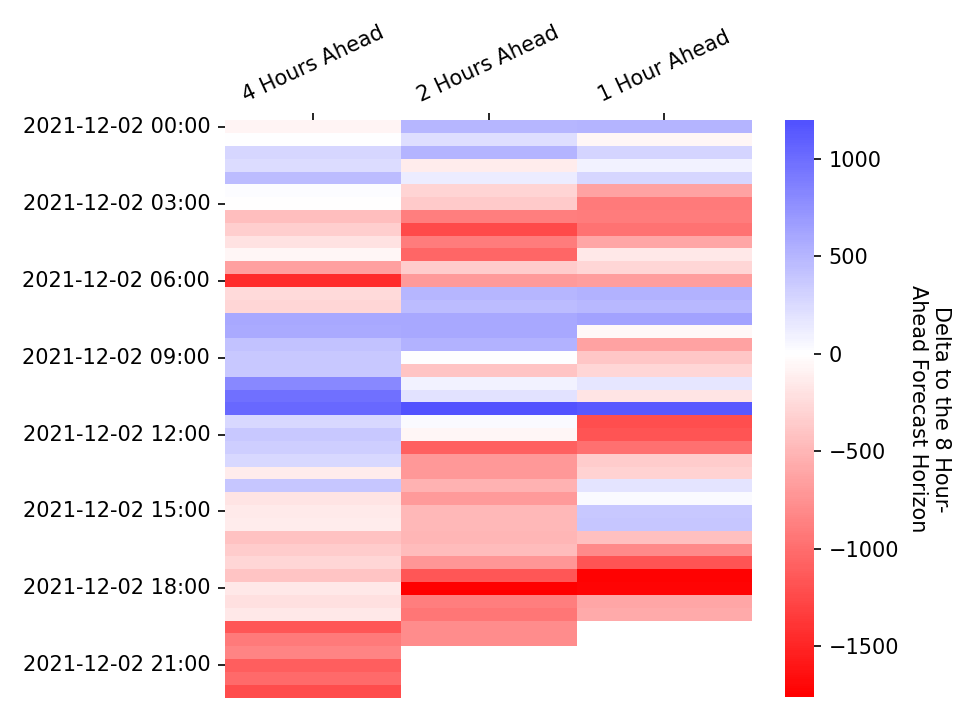 4 Hours Ahead
2 Hours Ahead
1 Hour Ahead
2021-12-02 00:00
2021-12-02 03:00
2021-12-02 06:00
2021-12-02 09:00
2021-12-02 12:00
2021-12-02 15:00
2021-12-02 18:00
2021-12-02 21:00
1000
500
0
−500
−1000
−1500
Delta to the 8 Hour-
Ahead Forecast Horizon